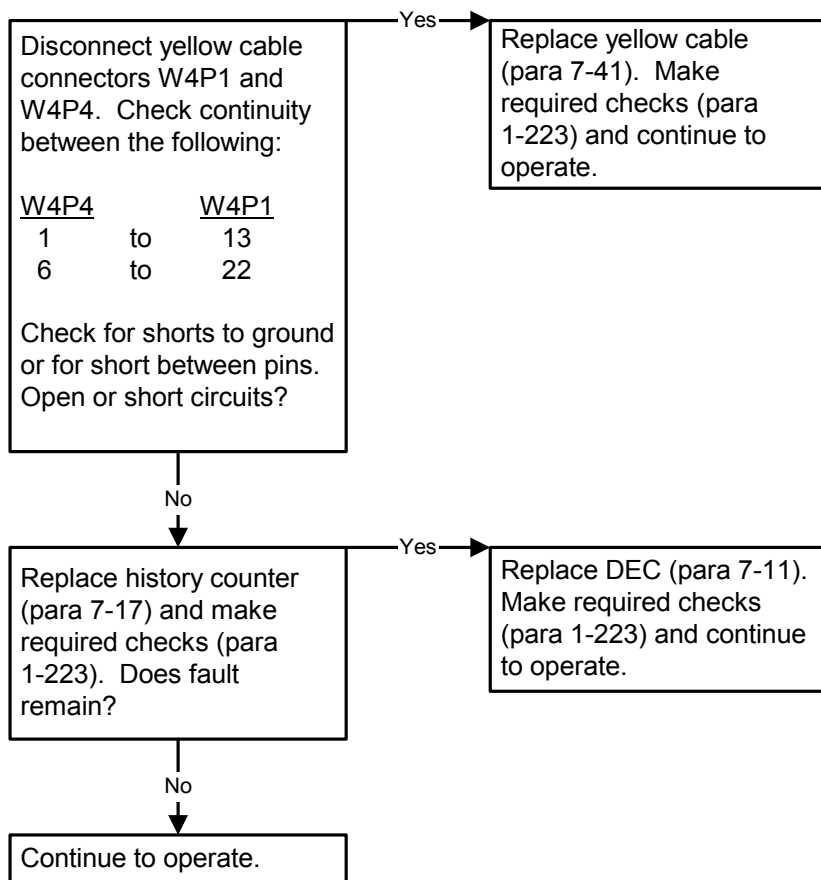 Disconnect yellow cable
connectors W4P1 and
W4P4.  Check continuity
between the following:
W4P4 W4P1
1 to 13
6 to 22
Check for shorts to ground
or for short between pins.
Open or short circuits?
Yes
Replace yellow cable
(para 7-41).  Make
required checks (para
1-223) and continue to
operate.
No
Replace history counter
(para 7-17) and make
required checks (para
1-223).  Does fault
remain?
Yes
Replace DEC (para 7-11).
Make required checks
(para 1-223) and continue
to operate.
No
Continue to operate.